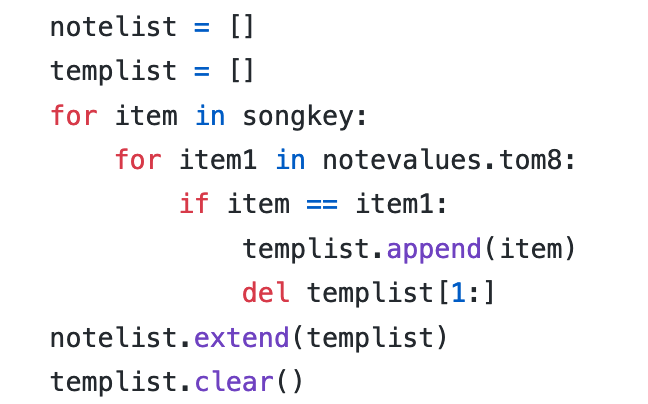 notelist = []
templist = []
for item in songkey:
    for item1 in notevalues.tom8:
        if item == item1:
            templist.append(item)
            del templist[1:]
notelist.extend(templist)
templist.clear()